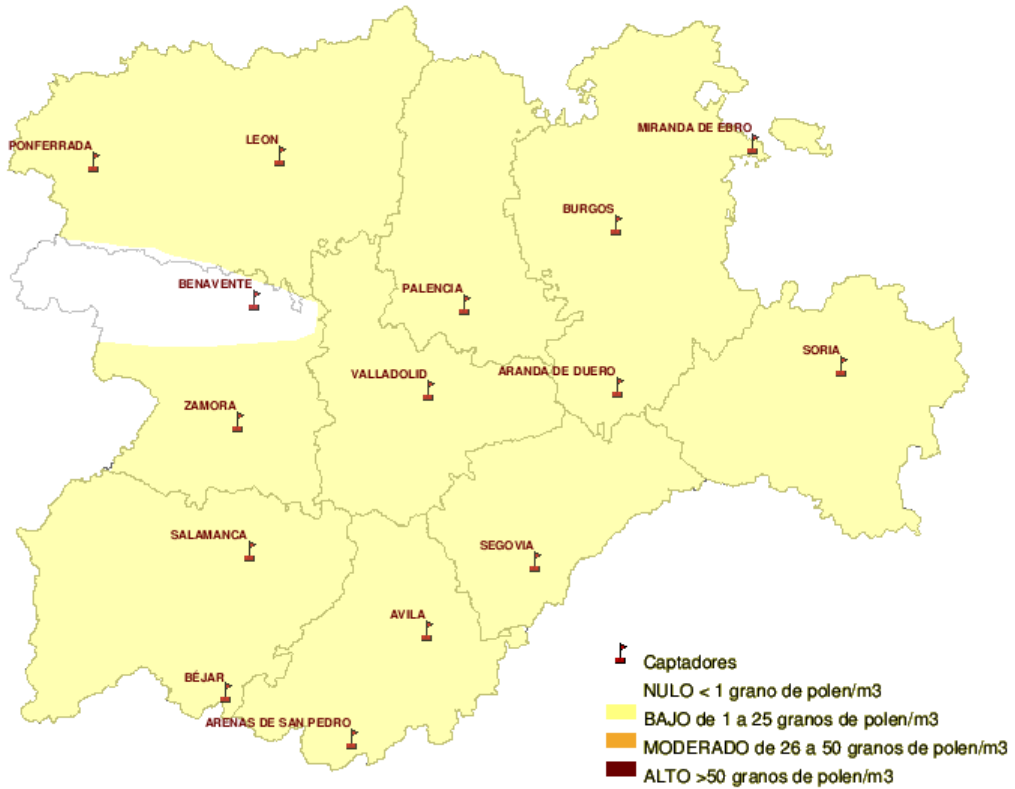 MIRANDA DE EBRO
PONFERRADA
LEON
BURGOS
BENAVENTE
PALENCIA
SORIA
VALLADOLID
ARANDA DE DUERO
ZAMORA
SALAMANCA
SEGOVIA
AVILA
BÉJAR
ARENAS DE SAN PEDRO
Captadores
NULO < 1 grano de polen/m3
BAJO de 1 a 25 granos de polen/m3
MODERADO de 26 a 50 granos de polen/m3
ALTO >50 granos de polen/m3